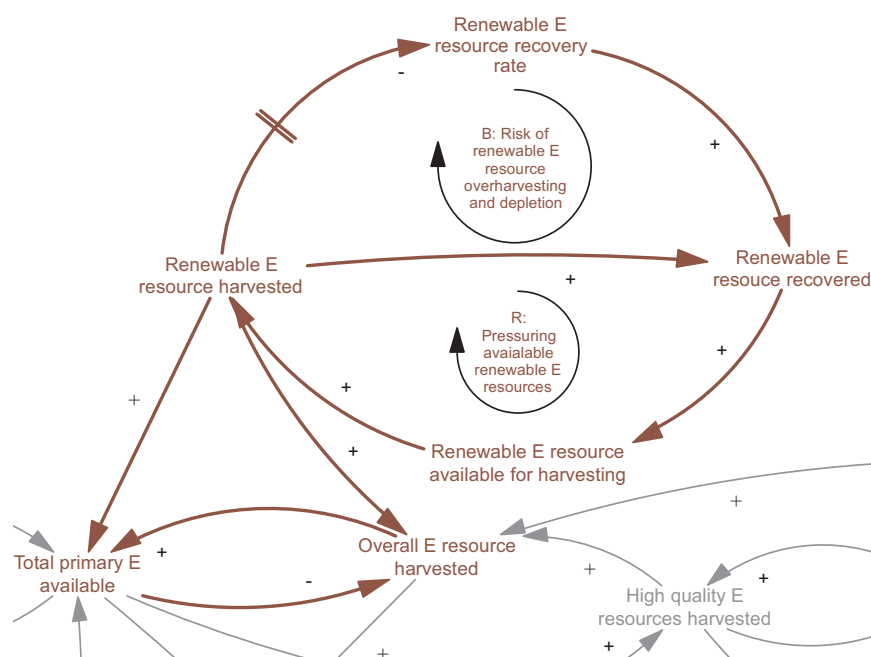 Renewable E
resource recovery
rate
-
B: Risk of
renewable E
resource
overharvesting
and depletion
+
Renewable E
resource harvested
Renewable E
resouce recovered
+
R:
Pressuring
avaialable
renewable E
resources
+
+
+
+
Renewable E resource
available for harvesting
+
Total primary E
available
+
Overall E resource
harvested
-
+
+
High quality E
resources harvested
+
+